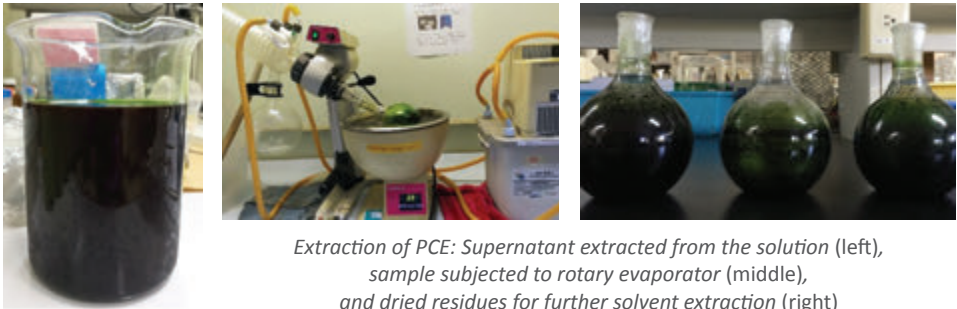 Extraction of PCE: Supernatant extracted from the solution (left),
sample subjected to rotary evaporator (middle),
and dried residues for further solvent extraction (right)